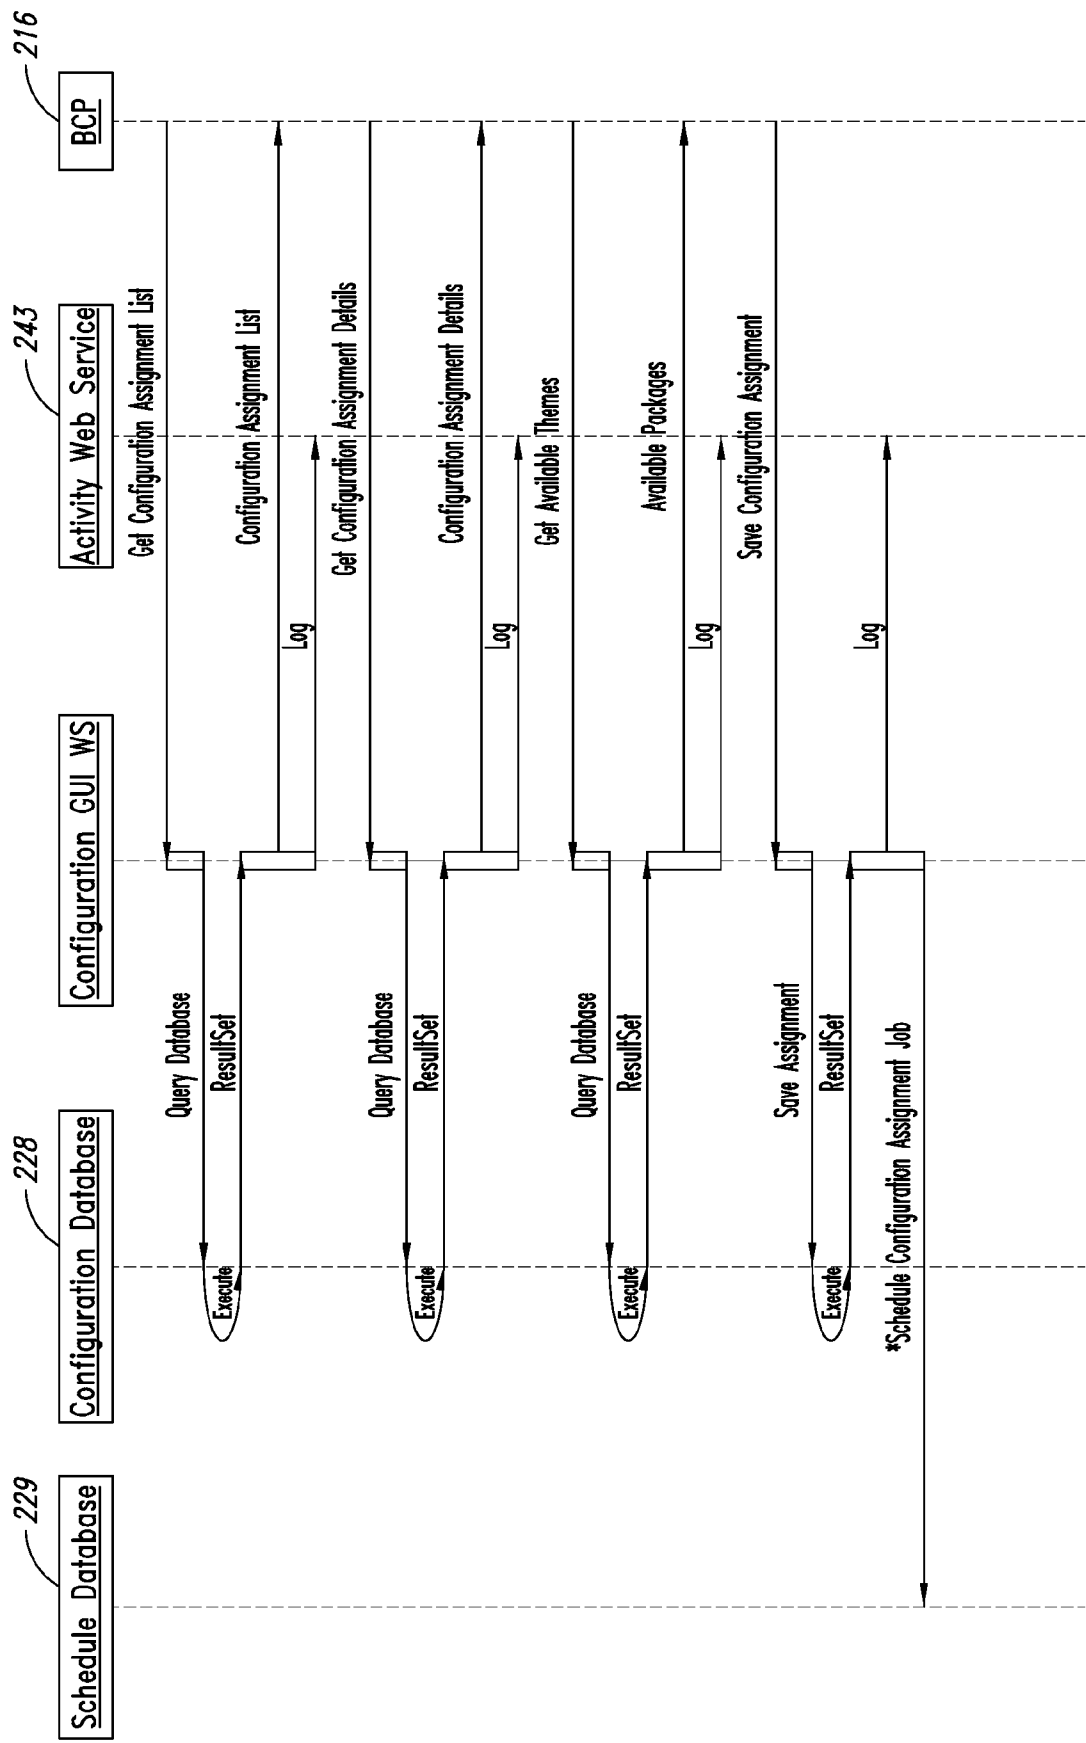 229
228
243
216
Schedule Database
Configuration Database
Configuration GUI WS
Activity Web Service
BCP
Get Configuration Assignment List
Query Database
Execute
ResultSet
Configuration Assignment List
Log
Get Configuration Assignment Details
Query Database
Execute
ResultSet
Configuration Assignment Details
Log
Get Available Themes
Query Database
Execute
ResultSet
Available Packages
Log
Save Configuration Assignment
Save Assignment
Execute
ResultSet
Log
*Schedule Configuration Assignment Job